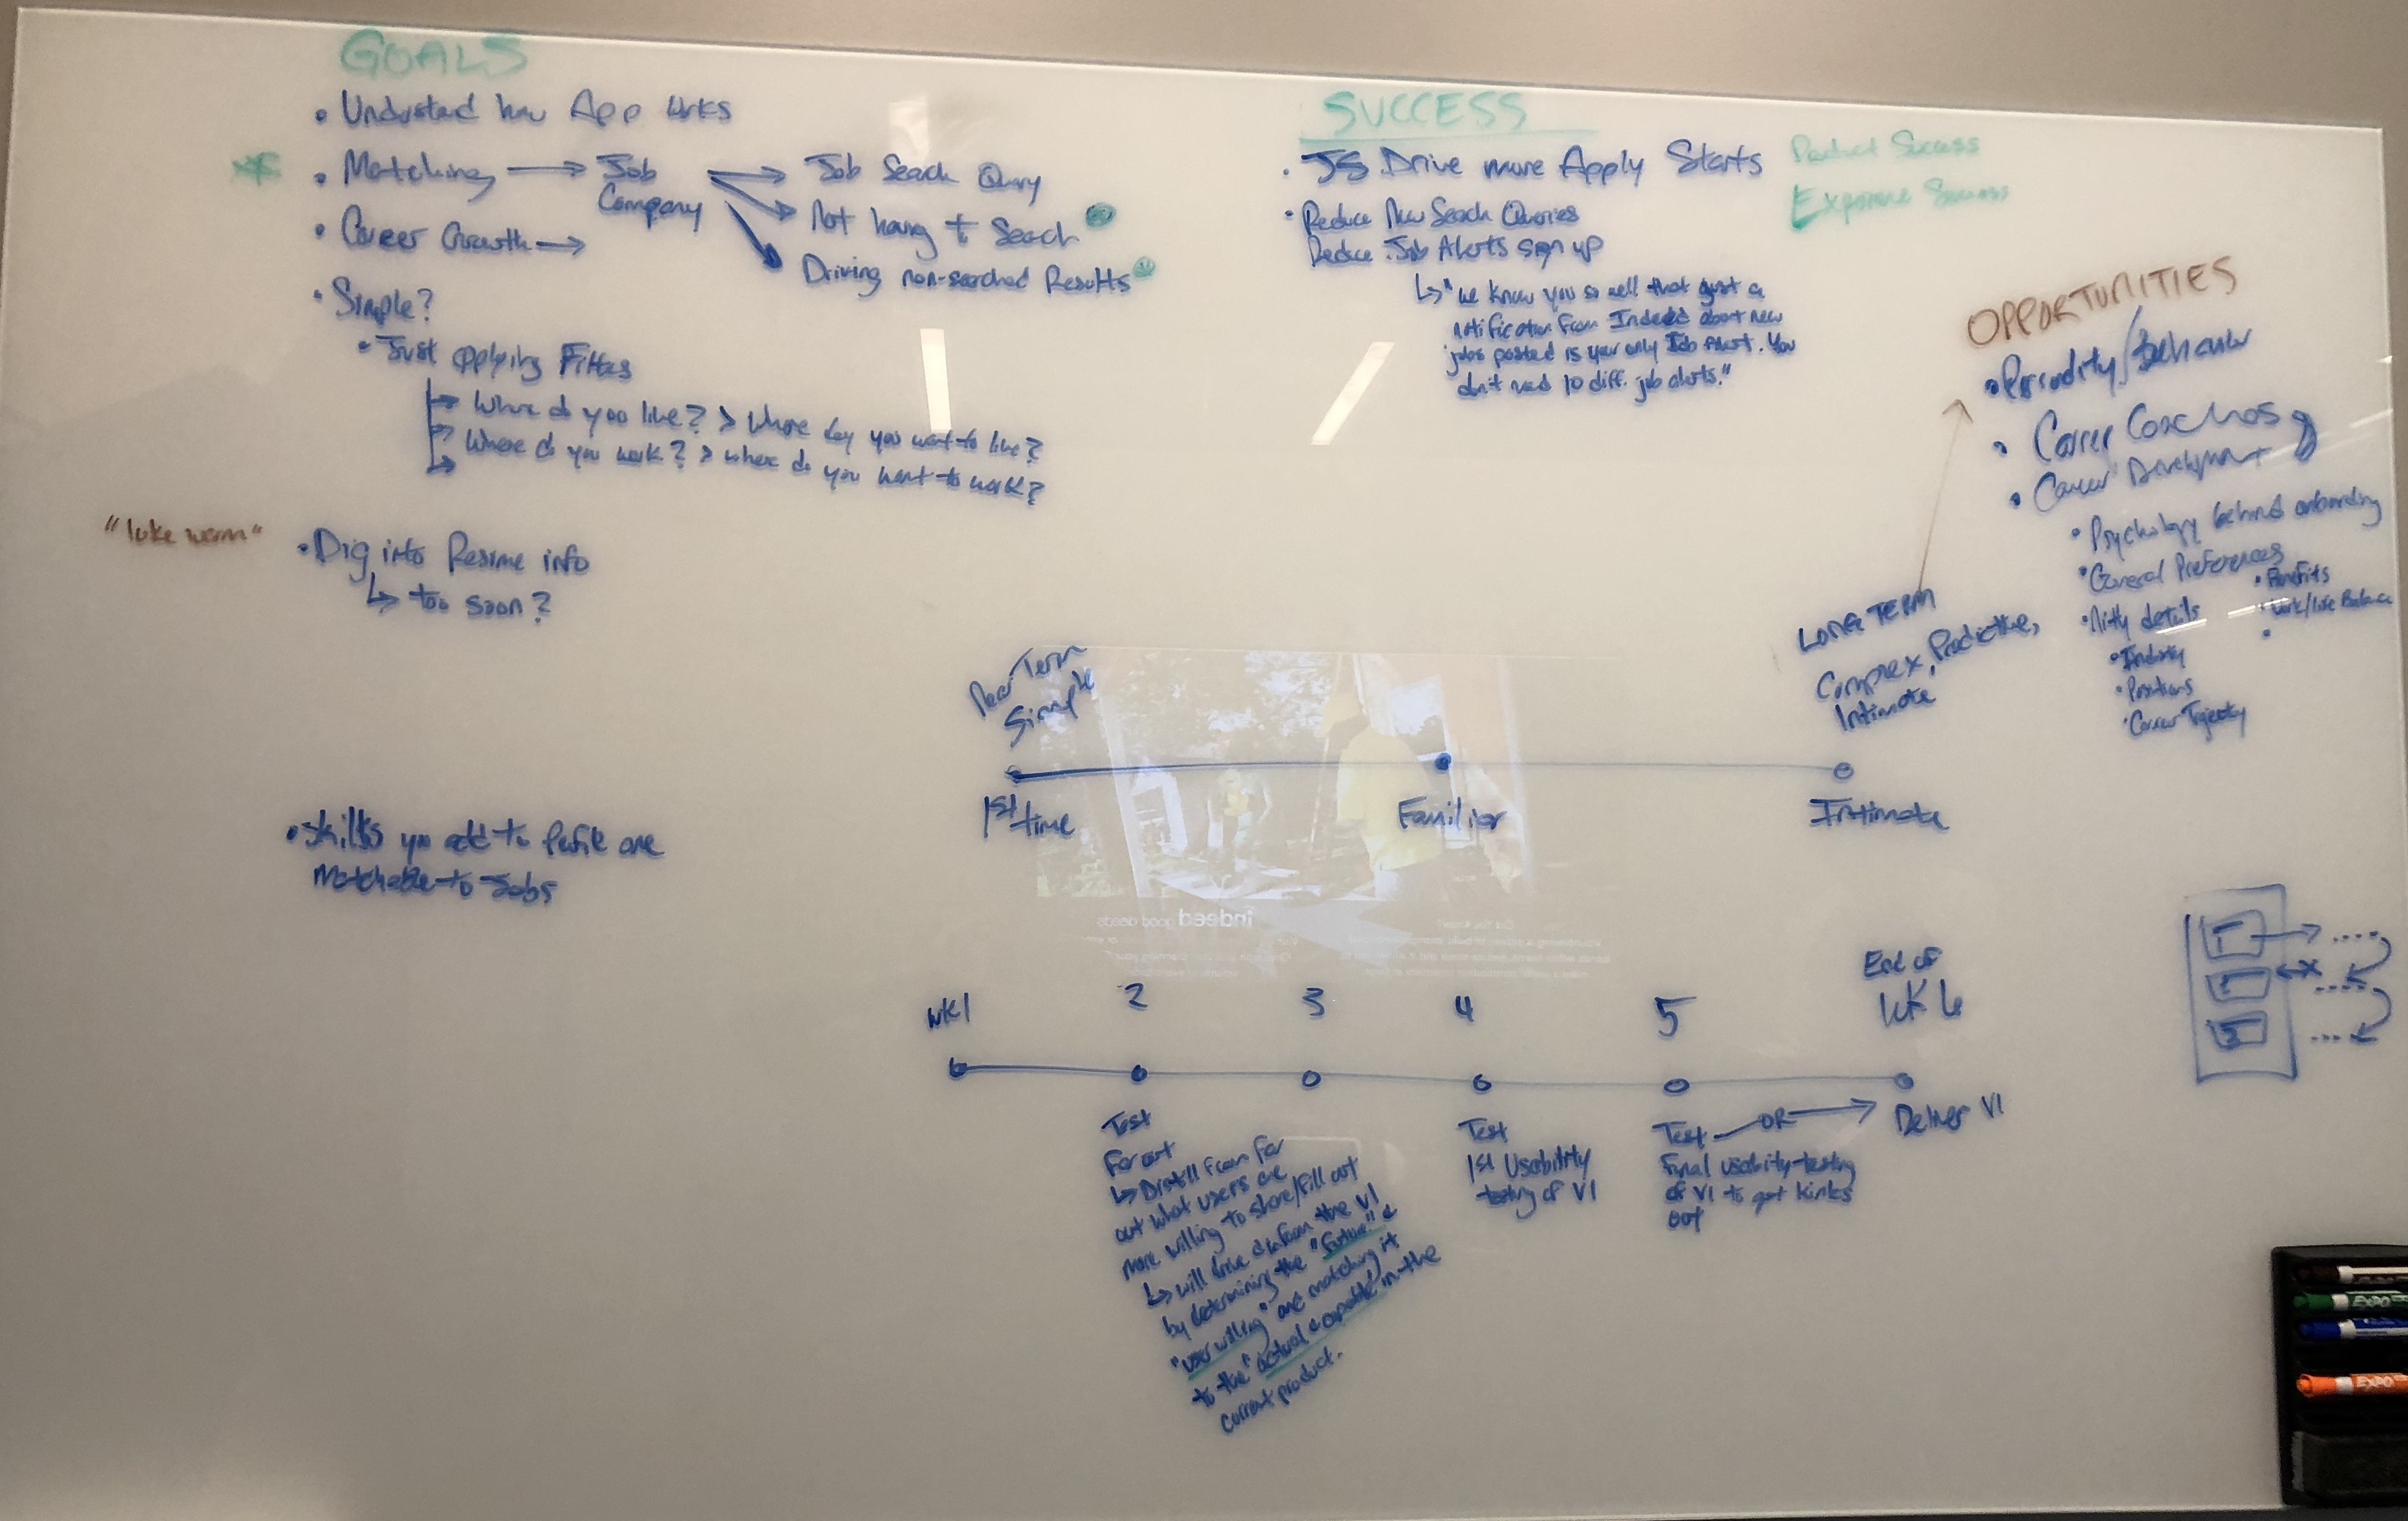 GOALS
• Understand how App Works
• Matching → Job Company
Job Search Query
Not having to Search
Driving non-searched Results
• Career Growth →
• Simple?
• Just applying Filters
Where do you live? > Where do you want to live?
Where do you work? > where do you want to work?
"luke warm"
• Dig into Resume info
↳ too soon?
• Skills you add to Profile are
Matchable to Jobs
SUCCESS
• JS Drive more Apply Starts
Product Success
Experience Success
• Reduce New Search Queries
Reduce Job Alerts sign up
↳ "We know you so well that just a
notification from Indeed about new
jobs posted is your only Job Alert. You
don't need 10 diff. job alerts."
OPPORTUNITIES
/Behavior
• Career Coaching
• Career Development
• Psychology behind onboarding
• General Preferences
• Benefits
• Work/life Balance
• Nitty details
• Industry
• Positions
• Career Trajectory
LONG TERM
Complex, Predictive,
Intimate
Near Term
Simple
1st time
Familiar
Intimate
indeed good deeds
wk1
2
3
4
5
End of
WK 6
Test
Far out
↳ Distill from far
out what users are
more willing to share/fill out
↳ will drive & inform the V1
by determining the "future" &
"user willing" and matching it
to the "actual & capable" in the
current product.
Test
1st Usability
testing of V1
Test — OR →
Final usability testing
of V1 to get kinks
out
Deliver V1
EXPO
EXPO